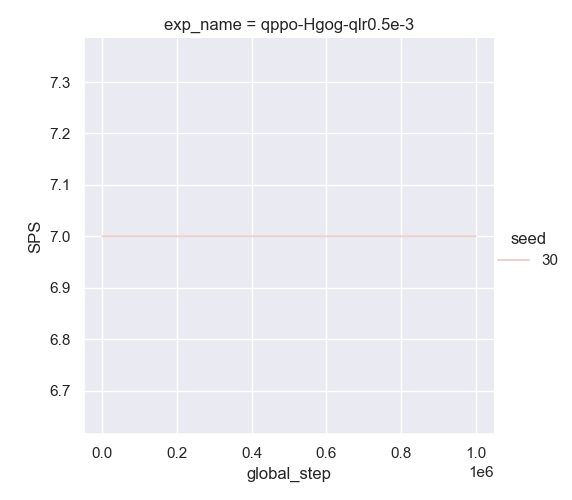 exp_name = qppo-Hgog-qlr0.5e-3
7.3
7.2
7.1
7.0
6.9
6.8
6.7
SPS
seed
30
0.0 0.2 0.4 0.6 0.8 1.0
1e6
global_step